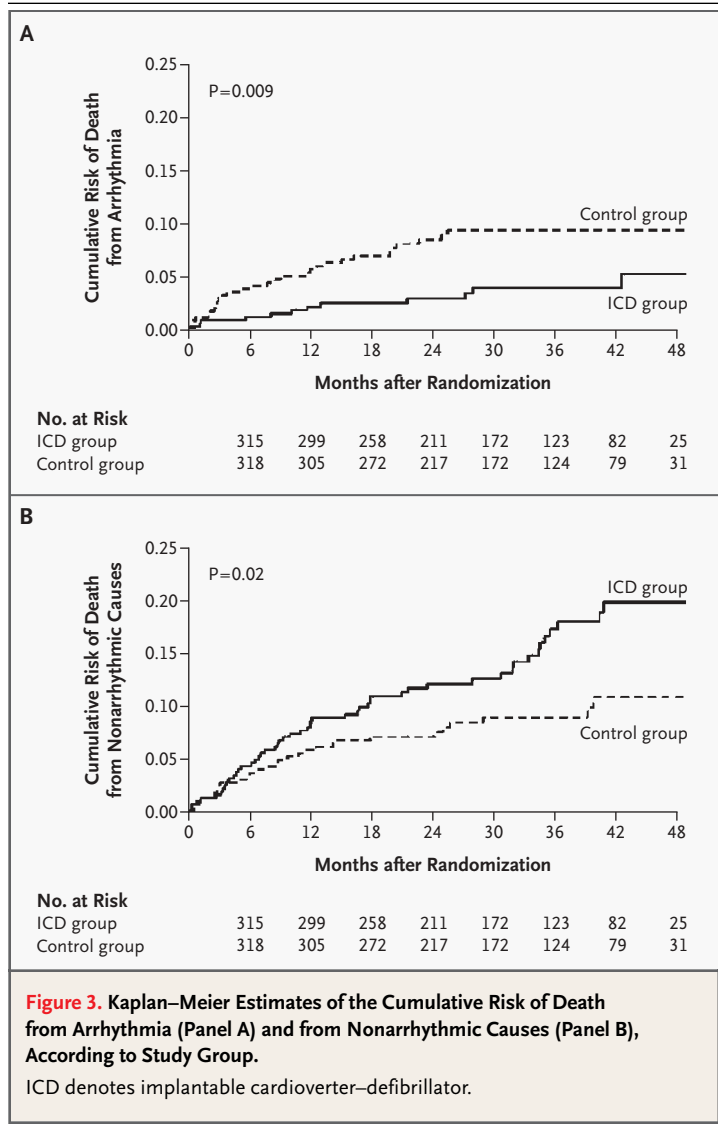 A
0.25
P=0.009
0.20
0.15
0.10
0.05
0.00
Cumulative Risk of Death
from Arrhythmia
Control group
ICD group
0 6 12 18 24 30 36 42 48
Months after Randomization
No. at Risk
ICD group 315 299 258 211 172 123 82 25
Control group 318 305 272 217 172 124 79 31
B
0.25
P=0.02
0.20
0.15
0.10
0.05
0.00
Cumulative Risk of Death
from Nonarrhythmic Causes
ICD group
Control group
0 6 12 18 24 30 36 42 48
Months after Randomization
No. at Risk
ICD group 315 299 258 211 172 123 82 25
Control group 318 305 272 217 172 124 79 31
Figure 3. Kaplan–Meier Estimates of the Cumulative Risk of Death
from Arrhythmia (Panel A) and from Nonarrhythmic Causes (Panel B),
According to Study Group.
ICD denotes implantable cardioverter–defibrillator.